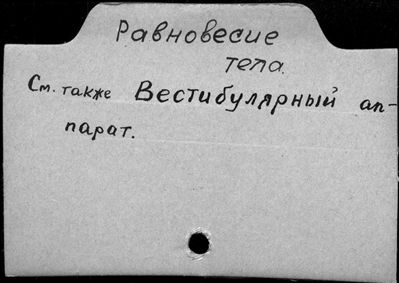 Равновесие
тела.
См. также Вестибулярный ап-
парат.